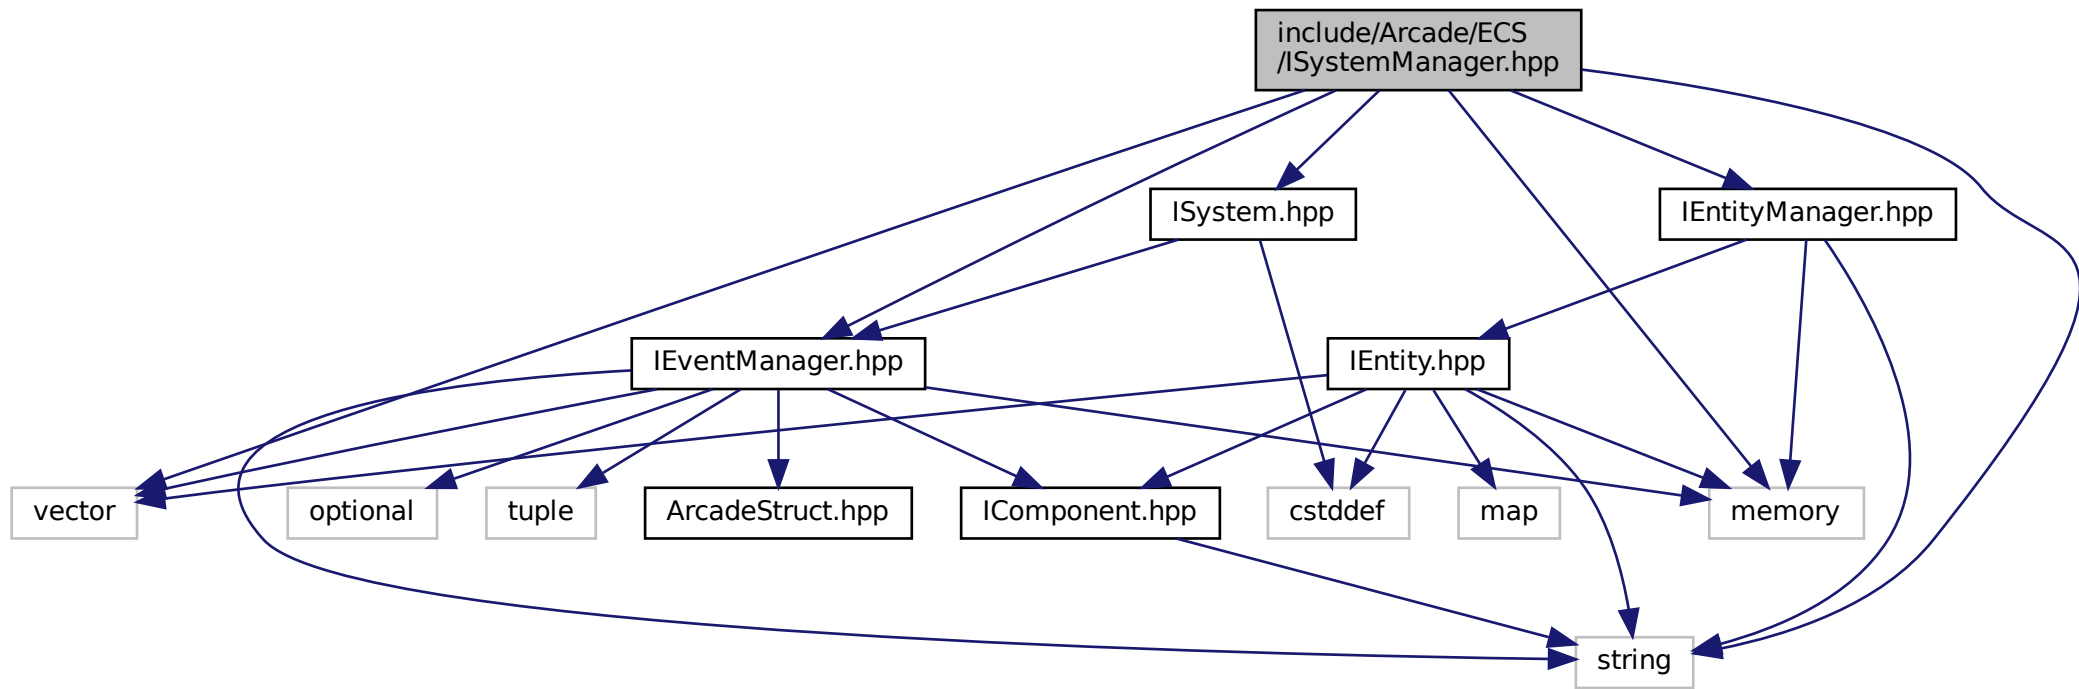 include/Arcade/ECS
/ISystemManager.hpp
ISystem.hpp
IEntityManager.hpp
IEventManager.hpp
IEntity.hpp
vector
optional
tuple
ArcadeStruct.hpp
IComponent.hpp
cstddef
map
memory
string